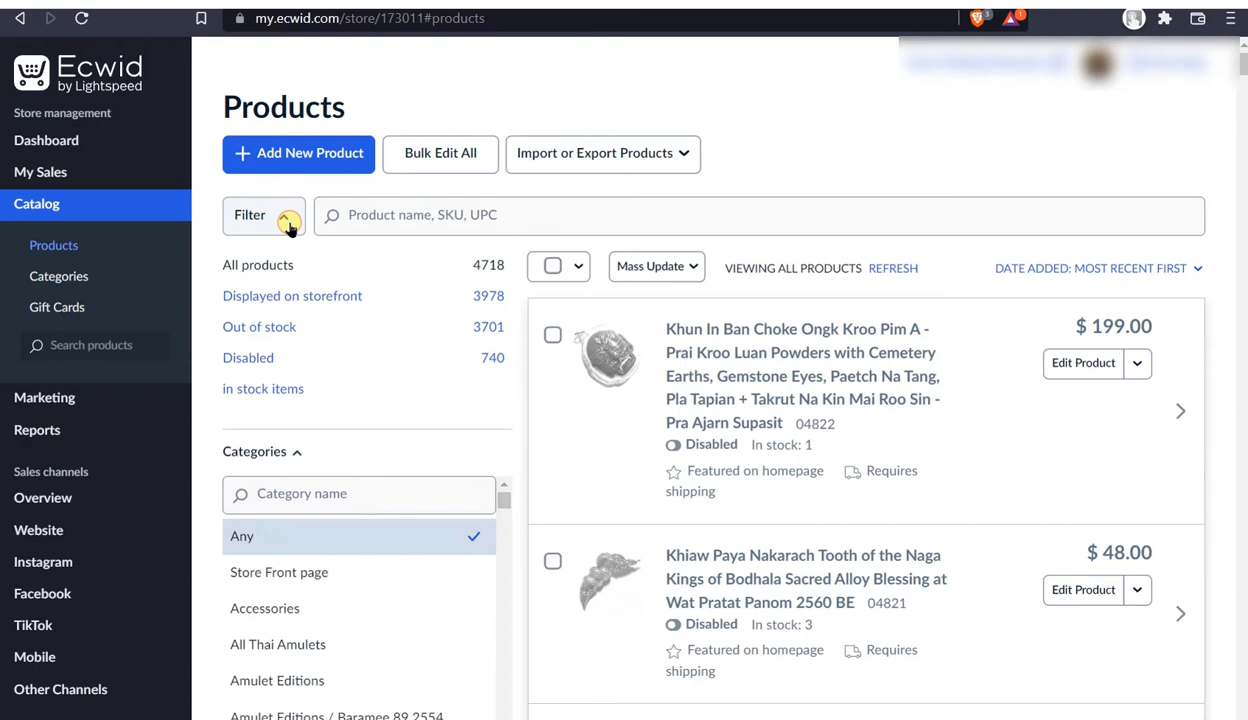 my.ecwid.com/store/173011#products
3
1
Ecwid
by Lightspeed
Store management
Dashboard
My Sales
Catalog
Products
Categories
Gift Cards
Search products
Marketing
Reports
Sales channels
Overview
Website
Instagram
Facebook
TikTok
Mobile
Other Channels
Products
+ Add New Product
Bulk Edit All
Import or Export Products
Filter
Product name, SKU, UPC
All products 4718
Displayed on storefront 3978
Out of stock 3701
Disabled 740
in stock items
Categories
Category name
Any
Store Front page
Accessories
All Thai Amulets
Amulet Editions
Amulet Editions / Baramee 89 2554
Mass Update
VIEWING ALL PRODUCTS REFRESH
DATE ADDED: MOST RECENT FIRST
Khun In Ban Choke Ongk Kroo Pim A -
Prai Kroo Luan Powders with Cemetery
Earths, Gemstone Eyes, Paetch Na Tang,
Pla Tapian + Takrut Na Kin Mai Roo Sin -
Pra Ajarn Supasit 04822
Disabled In stock: 1
Featured on homepage Requires
shipping
$ 199.00
Edit Product
Khiaw Paya Nakarach Tooth of the Naga
Kings of Bodhala Sacred Alloy Blessing at
Wat Pratat Panom 2560 BE 04821
Disabled In stock: 3
Featured on homepage Requires
shipping
$ 48.00
Edit Product